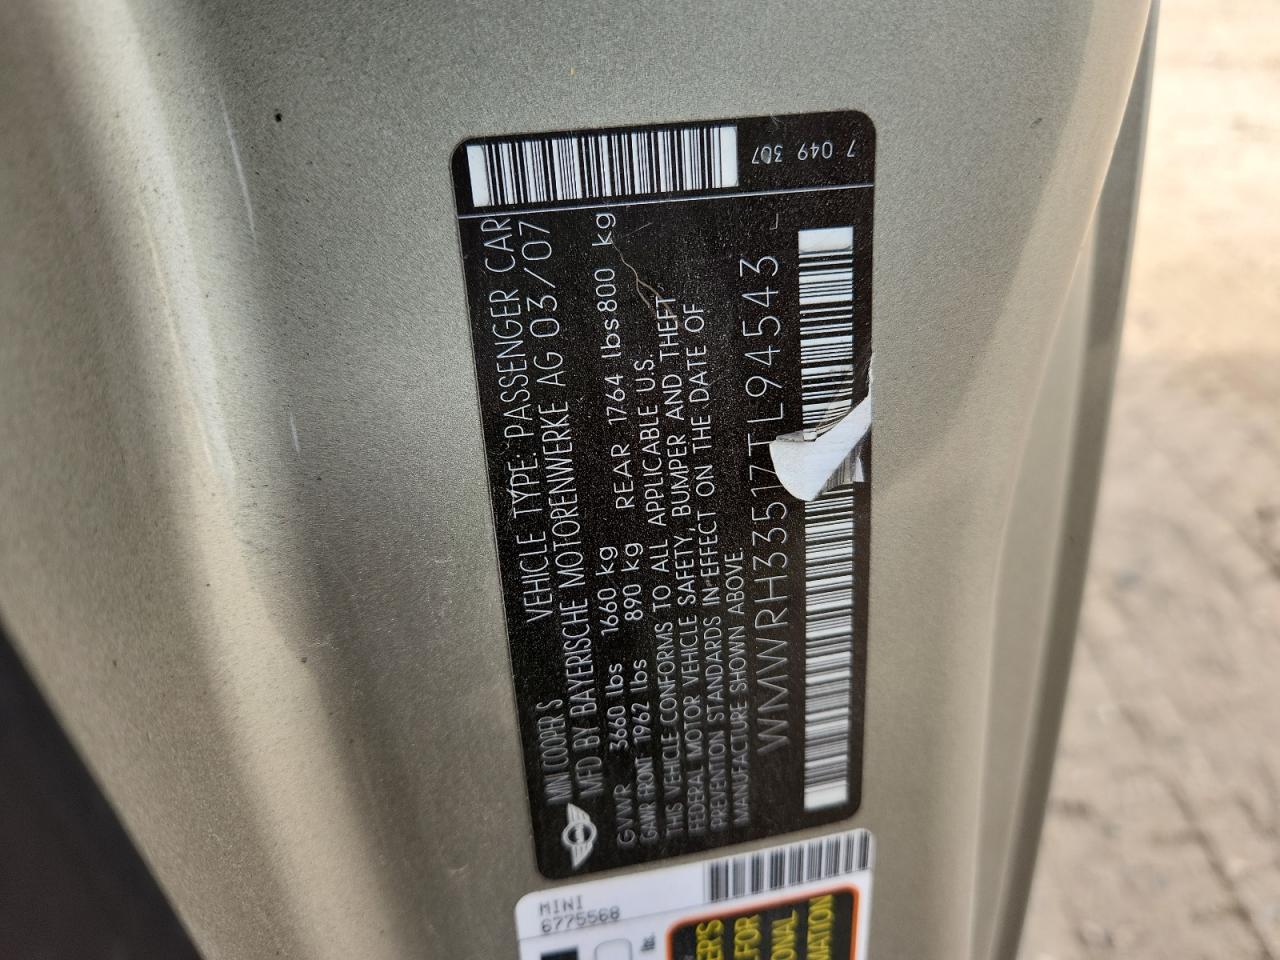 7 049 307
MINI COOPER S VEHICLE TYPE: PASSENGER CAR
MFD BY BAYERISCHE MOTORENWERKE AG 03/07
GVWR 3660 lbs 1660 kg
GAWR FRONT 1962 lbs 890 kg REAR 1764 lbs 800 kg
THIS VEHICLE CONFORMS TO ALL APPLICABLE U.S.
FEDERAL MOTOR VEHICLE SAFETY, BUMPER AND THEFT
PREVENTION STANDARDS IN EFFECT ON THE DATE OF
MANUFACTURE SHOWN ABOVE
WMWRH33517TL94543
MINI
6775568